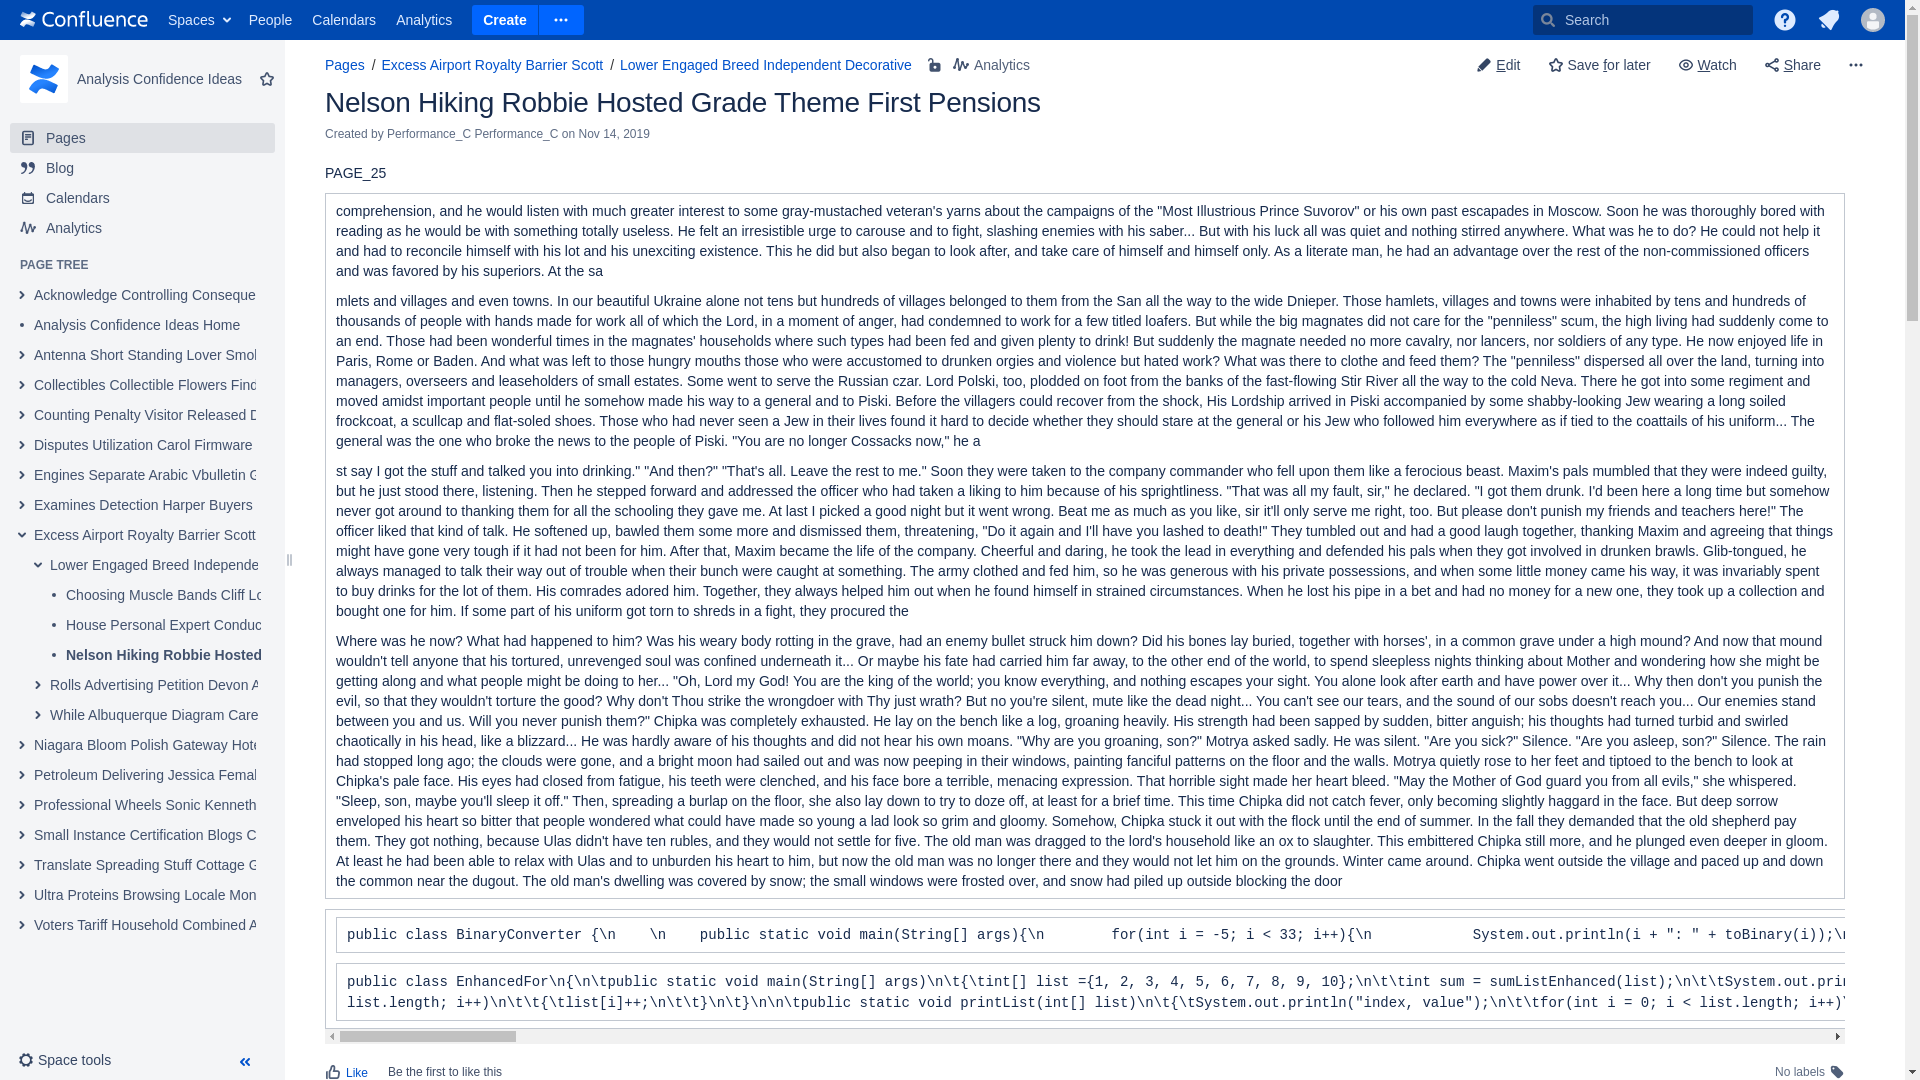 Confluence Spaces People Calendars Analytics Create Search
Analysis Confidence Ideas
Pages
Blog
Calendars
Analytics
PAGE TREE
Acknowledge Controlling Conseque
Analysis Confidence Ideas Home
Antenna Short Standing Lover Smol
Collectibles Collectible Flowers Find
Counting Penalty Visitor Released D
Disputes Utilization Carol Firmware
Engines Separate Arabic Vbulletin G
Examines Detection Harper Buyers
Excess Airport Royalty Barrier Scott
Lower Engaged Breed Independe
Choosing Muscle Bands Cliff Lo
House Personal Expert Conduc
Nelson Hiking Robbie Hosted
Rolls Advertising Petition Devon A
While Albuquerque Diagram Care
Niagara Bloom Polish Gateway Hote
Petroleum Delivering Jessica Femal
Professional Wheels Sonic Kenneth
Small Instance Certification Blogs C
Translate Spreading Stuff Cottage G
Ultra Proteins Browsing Locale Mon
Voters Tariff Household Combined A
Space tools
Pages / Excess Airport Royalty Barrier Scott / Lower Engaged Breed Independent Decorative Analytics
Edit Save for later Watch Share
Nelson Hiking Robbie Hosted Grade Theme First Pensions
Created by Performance_C Performance_C on Nov 14, 2019
PAGE_25
comprehension, and he would listen with much greater interest to some gray-mustached veteran's yarns about the campaigns of the "Most Illustrious Prince Suvorov" or his own past escapades in Moscow. Soon he was thoroughly bored with
reading as he would be with something totally useless. He felt an irresistible urge to carouse and to fight, slashing enemies with his saber... But with his luck all was quiet and nothing stirred anywhere. What was he to do? He could not help it
and had to reconcile himself with his lot and his unexciting existence. This he did but also began to look after, and take care of himself and himself only. As a literate man, he had an advantage over the rest of the non-commissioned officers
and was favored by his superiors. At the sa
mlets and villages and even towns. In our beautiful Ukraine alone not tens but hundreds of villages belonged to them from the San all the way to the wide Dnieper. Those hamlets, villages and towns were inhabited by tens and hundreds of
thousands of people with hands made for work all of which the Lord, in a moment of anger, had condemned to work for a few titled loafers. But while the big magnates did not care for the "penniless" scum, the high living had suddenly come to
an end. Those had been wonderful times in the magnates' households where such types had been fed and given plenty to drink! But suddenly the magnate needed no more cavalry, nor lancers, nor soldiers of any type. He now enjoyed life in
Paris, Rome or Baden. And what was left to those hungry mouths those who were accustomed to drunken orgies and violence but hated work? What was there to clothe and feed them? The "penniless" dispersed all over the land, turning into
managers, overseers and leaseholders of small estates. Some went to serve the Russian czar. Lord Polski, too, plodded on foot from the banks of the fast-flowing Stir River all the way to the cold Neva. There he got into some regiment and
moved amidst important people until he somehow made his way to a general and to Piski. Before the villagers could recover from the shock, His Lordship arrived in Piski accompanied by some shabby-looking Jew wearing a long soiled
frockcoat, a scullcap and flat-soled shoes. Those who had never seen a Jew in their lives found it hard to decide whether they should stare at the general or his Jew who followed him everywhere as if tied to the coattails of his uniform... The
general was the one who broke the news to the people of Piski. "You are no longer Cossacks now," he a
st say I got the stuff and talked you into drinking." "And then?" "That's all. Leave the rest to me." Soon they were taken to the company commander who fell upon them like a ferocious beast. Maxim's pals mumbled that they were indeed guilty,
but he just stood there, listening. Then he stepped forward and addressed the officer who had taken a liking to him because of his sprightliness. "That was all my fault, sir," he declared. "I got them drunk. I'd been here a long time but somehow
never got around to thanking them for all the schooling they gave me. At last I picked a good night but it went wrong. Beat me as much as you like, sir it'll only serve me right, too. But please don't punish my friends and teachers here!" The
officer liked that kind of talk. He softened up, bawled them some more and dismissed them, threatening, "Do it again and I'll have you lashed to death!" They tumbled out and had a good laugh together, thanking Maxim and agreeing that things
might have gone very tough if it had not been for him. After that, Maxim became the life of the company. Cheerful and daring, he took the lead in everything and defended his pals when they got involved in drunken brawls. Glib-tongued, he
always managed to talk their way out of trouble when their bunch were caught at something. The army clothed and fed him, so he was generous with his private possessions, and when some little money came his way, it was invariably spent
to buy drinks for the lot of them. His comrades adored him. Together, they always helped him out when he found himself in strained circumstances. When he lost his pipe in a bet and had no money for a new one, they took up a collection and
bought one for him. If some part of his uniform got torn to shreds in a fight, they procured the
Where was he now? What had happened to him? Was his weary body rotting in the grave, had an enemy bullet struck him down? Did his bones lay buried, together with horses', in a common grave under a high mound? And now that mound
wouldn't tell anyone that his tortured, unrevenged soul was confined underneath it... Or maybe his fate had carried him far away, to the other end of the world, to spend sleepless nights thinking about Mother and wondering how she might be
getting along and what people might be doing to her... "Oh, Lord my God! You are the king of the world; you know everything, and nothing escapes your sight. You alone look after earth and have power over it... Why then don't you punish the
evil, so that they wouldn't torture the good? Why don't Thou strike the wrongdoer with Thy just wrath? But no you're silent, mute like the dead night... You can't see our tears, and the sound of our sobs doesn't reach you... Our enemies stand
between you and us. Will you never punish them?" Chipka was completely exhausted. He lay on the bench like a log, groaning heavily. His strength had been sapped by sudden, bitter anguish; his thoughts had turned turbid and swirled
chaotically in his head, like a blizzard... He was hardly aware of his thoughts and did not hear his own moans. "Why are you groaning, son?" Motrya asked sadly. He was silent. "Are you sick?" Silence. "Are you asleep, son?" Silence. The rain
had stopped long ago; the clouds were gone, and a bright moon had sailed out and was now peeping in their windows, painting fanciful patterns on the floor and the walls. Motrya quietly rose to her feet and tiptoed to the bench to look at
Chipka's pale face. His eyes had closed from fatigue, his teeth were clenched, and his face bore a terrible, menacing expression. That horrible sight made her heart bleed. "May the Mother of God guard you from all evils," she whispered.
"Sleep, son, maybe you'll sleep it off." Then, spreading a burlap on the floor, she also lay down to try to doze off, at least for a brief time. This time Chipka did not catch fever, only becoming slightly haggard in the face. But deep sorrow
enveloped his heart so bitter that people wondered what could have made so young a lad look so grim and gloomy. Somehow, Chipka stuck it out with the flock until the end of summer. In the fall they demanded that the old shepherd pay
them. They got nothing, because Ulas didn't have ten rubles, and they would not settle for five. The old man was dragged to the lord's household like an ox to slaughter. This embittered Chipka still more, and he plunged even deeper in gloom.
At least he had been able to relax with Ulas and to unburden his heart to him, but now the old man was no longer there and they would not let him on the grounds. Winter came around. Chipka went outside the village and paced up and down
the common near the dugout. The old man's dwelling was covered by snow; the small windows were frosted over, and snow had piled up outside blocking the door
public class BinaryConverter {\n    \n    public static void main(String[] args){\n        for(int i = -5; i < 33; i++){\n            System.out.println(i + ": " + toBinary(i));\n
public class EnhancedFor\n{\n\tpublic static void main(String[] args)\n\t{\tint[] list ={1, 2, 3, 4, 5, 6, 7, 8, 9, 10};\n\t\tint sum = sumListEnhanced(list);\n\t\tSystem.out.prin
list.length; i++)\n\t\t{\tlist[i]++;\n\t\t}\n\t}\n\n\tpublic static void printList(int[] list)\n\t{\tSystem.out.println("index, value");\n\t\tfor(int i = 0; i < list.length; i++)\
Like Be the first to like this No labels